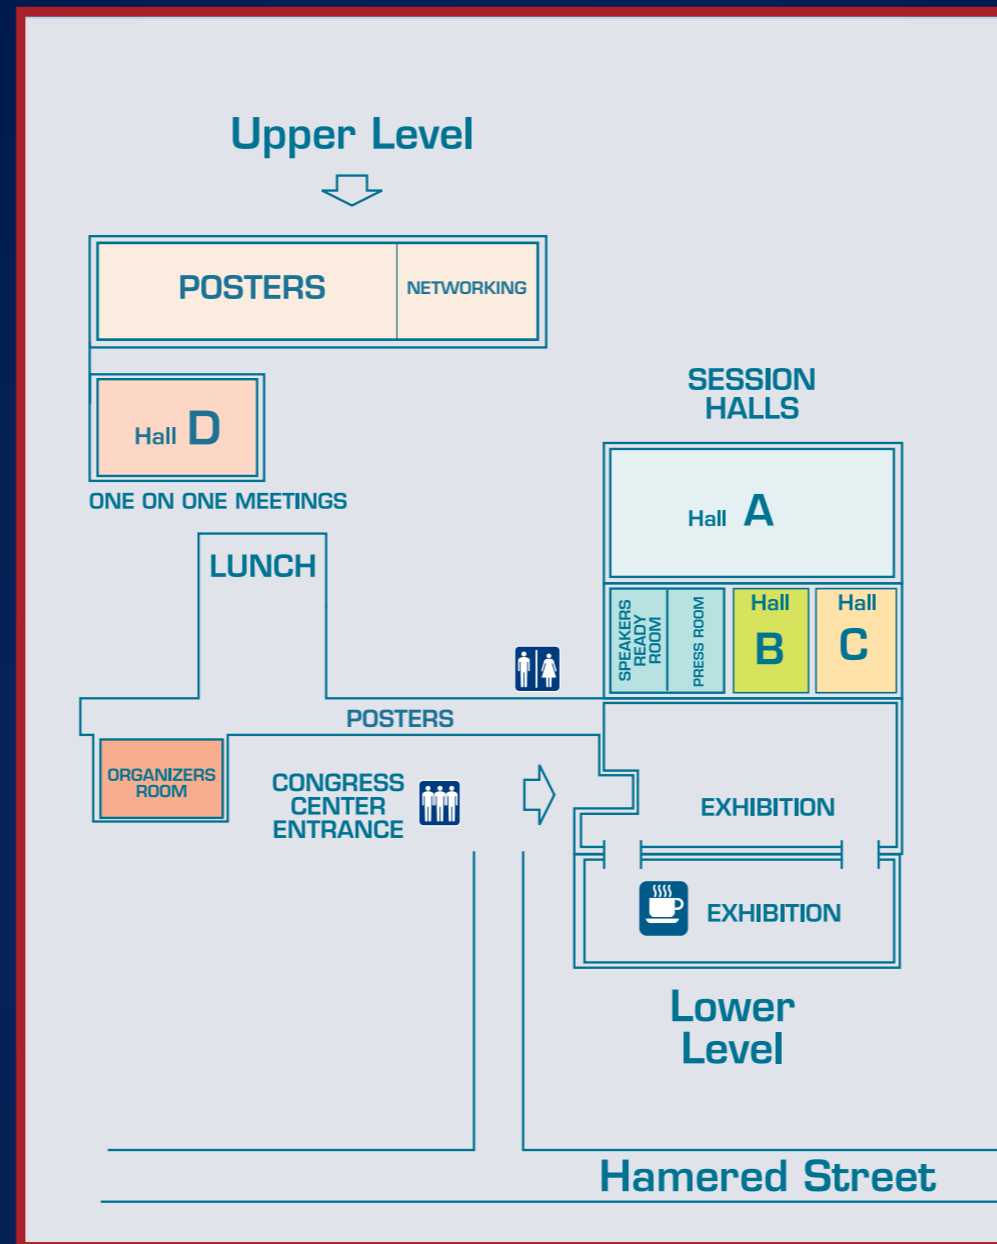 Upper Level
POSTERS
NETWORKING
Hall D
ONE ON ONE MEETINGS
SESSION
HALLS
Hall A
SPEAKERS
READY
ROOM
PRESS ROOM
Hall
B
Hall
C
LUNCH
POSTERS
ORGANIZERS
ROOM
CONGRESS
CENTER
ENTRANCE
EXHIBITION
EXHIBITION
Lower
Level
Hamered Street